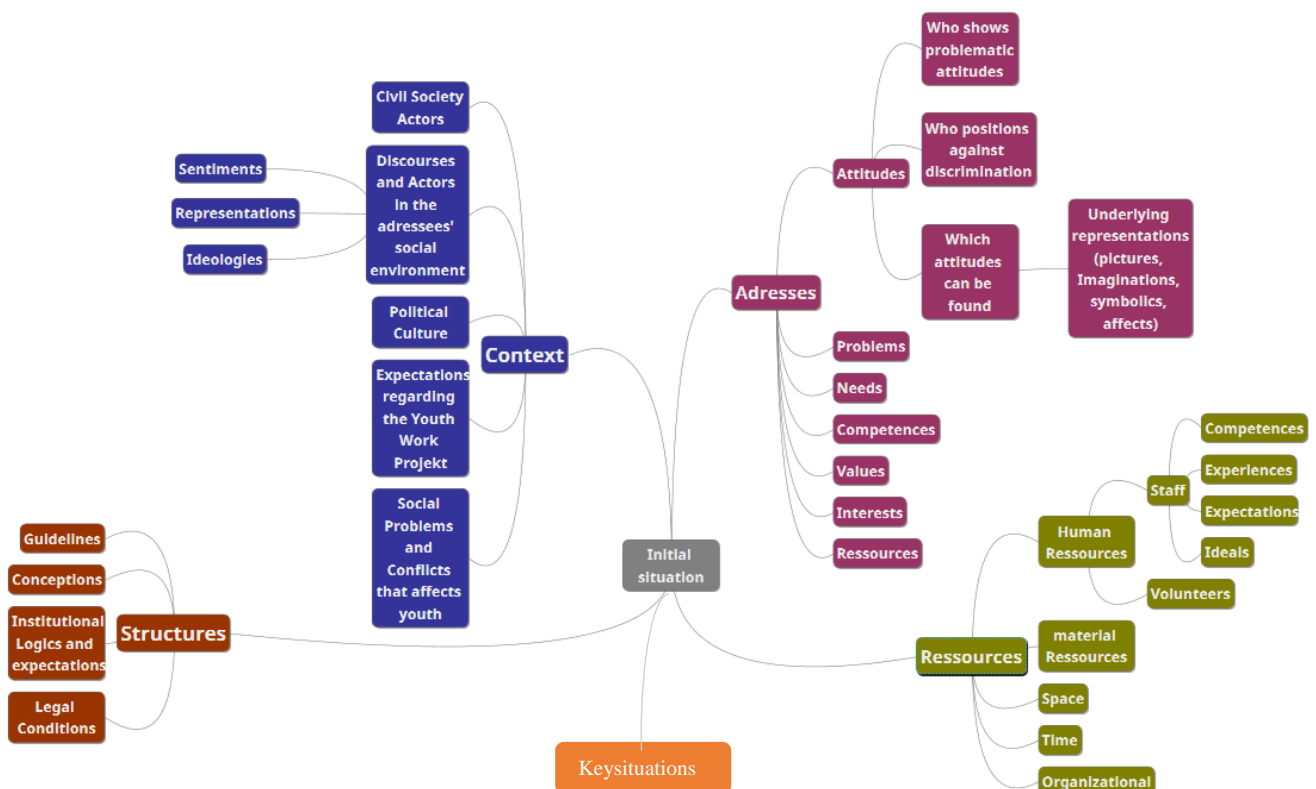 Who shows
problematic
attitudes
Who positions
against
discrimination
Attitudes
Which
attitudes
can be
found
Underlying
representations
(pictures,
Imaginations,
symbolics,
affects)
Adresses
Problems
Needs
Competences
Values
Interests
Ressources
Civil Society
Actors
Discourses
and Actors
in the
adressees'
social
environment
Sentiments
Representations
Ideologies
Political
Culture
Context
Expectations
regarding
the Youth
Work
Projekt
Social
Problems
and
Conflicts
that affects
youth
Initial
situation
Guidelines
Conceptions
Institutional
Logics and
expectations
Legal
Conditions
Structures
Ressources
Human
Ressources
Staff
Competences
Experiences
Expectations
Ideals
Volunteers
material
Ressources
Space
Time
Organizational
Keysituations